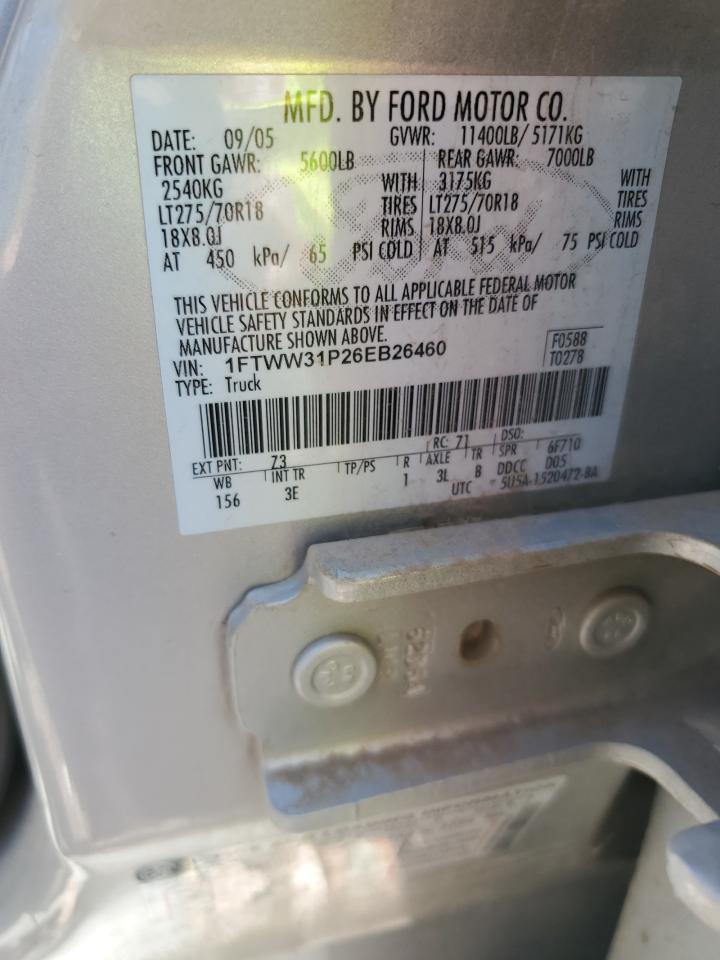 MFD. BY FORD MOTOR CO.
DATE: 09/05 GVWR: 11400LB/ 5171KG
FRONT GAWR: 5600LB REAR GAWR: 7000LB
2540KG WITH 3175KG WITH
LT275/70R18 TIRES LT275/70R18 TIRES
18X8.0J RIMS 18X8.0J RIMS
AT 450 kPa/ 65 PSI COLD AT 515 kPa/ 75 PSI COLD
THIS VEHICLE CONFORMS TO ALL APPLICABLE FEDERAL MOTOR
VEHICLE SAFETY STANDARDS IN EFFECT ON THE DATE OF
MANUFACTURE SHOWN ABOVE.
VIN: 1FTWW31P26EB26460 F0588
TYPE: Truck T0278
EXT PNT: Z3 RC: 71 DSO:
WB INT TR TP/PS R AXLE TR SPR 6F710
156 3E 1 3L B DDCC D05
UTC 5U5A-1520472-BA
Ford